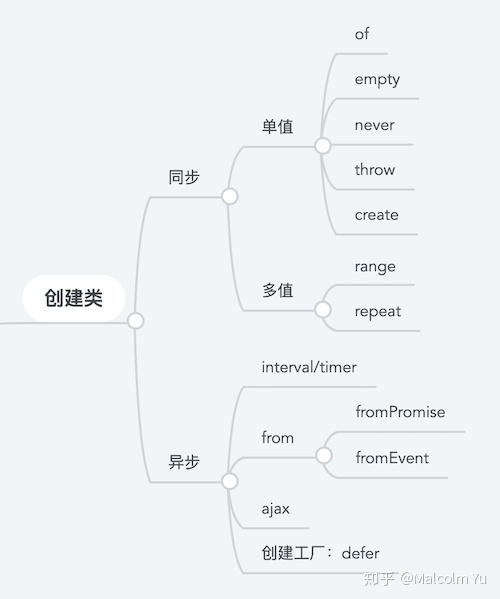 of
empty
单值
never
throw
同步
create
range
多值
创建类
repeat
interval/timer
fromPromise
from
fromEvent
异步
ajax
创建工厂：defer
知乎 @Malcolm Yu